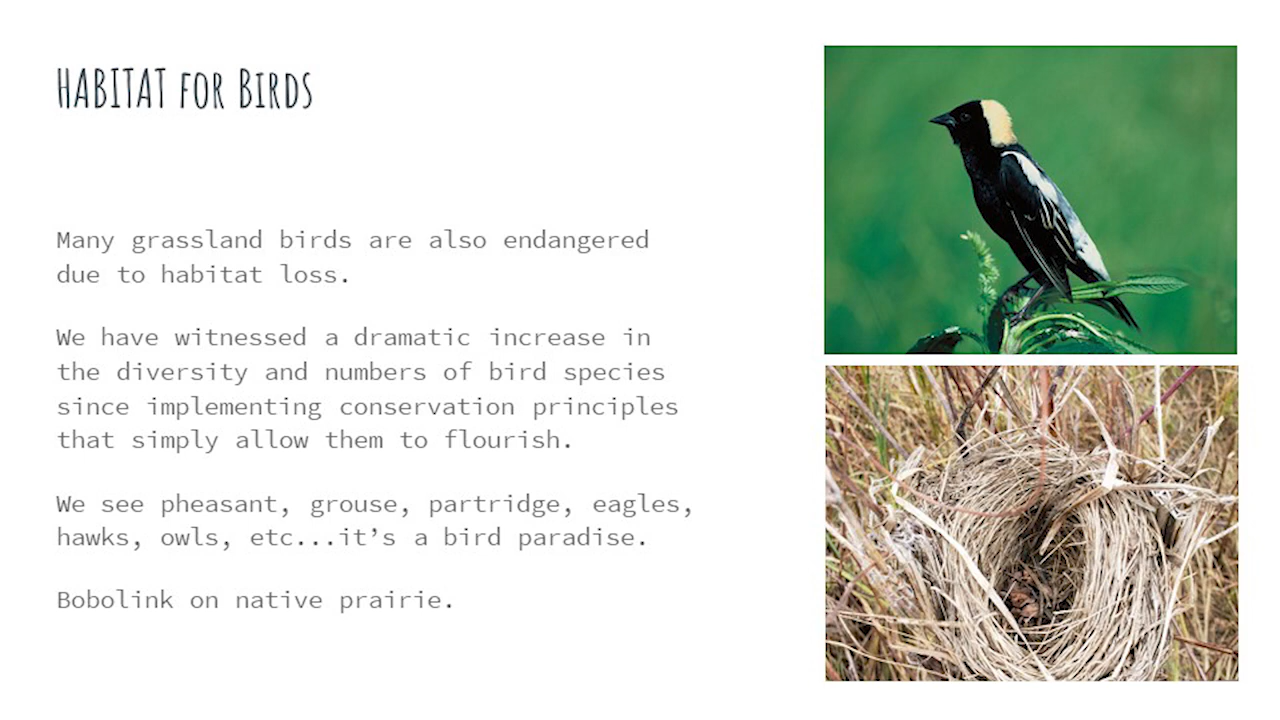 HABITAT for Birds
Many grassland birds are also endangered
due to habitat loss.
We have witnessed a dramatic increase in
the diversity and numbers of bird species
since implementing conservation principles
that simply allow them to flourish.
We see pheasant, grouse, partridge, eagles,
hawks, owls, etc...it’s a bird paradise.
Bobolink on native prairie.